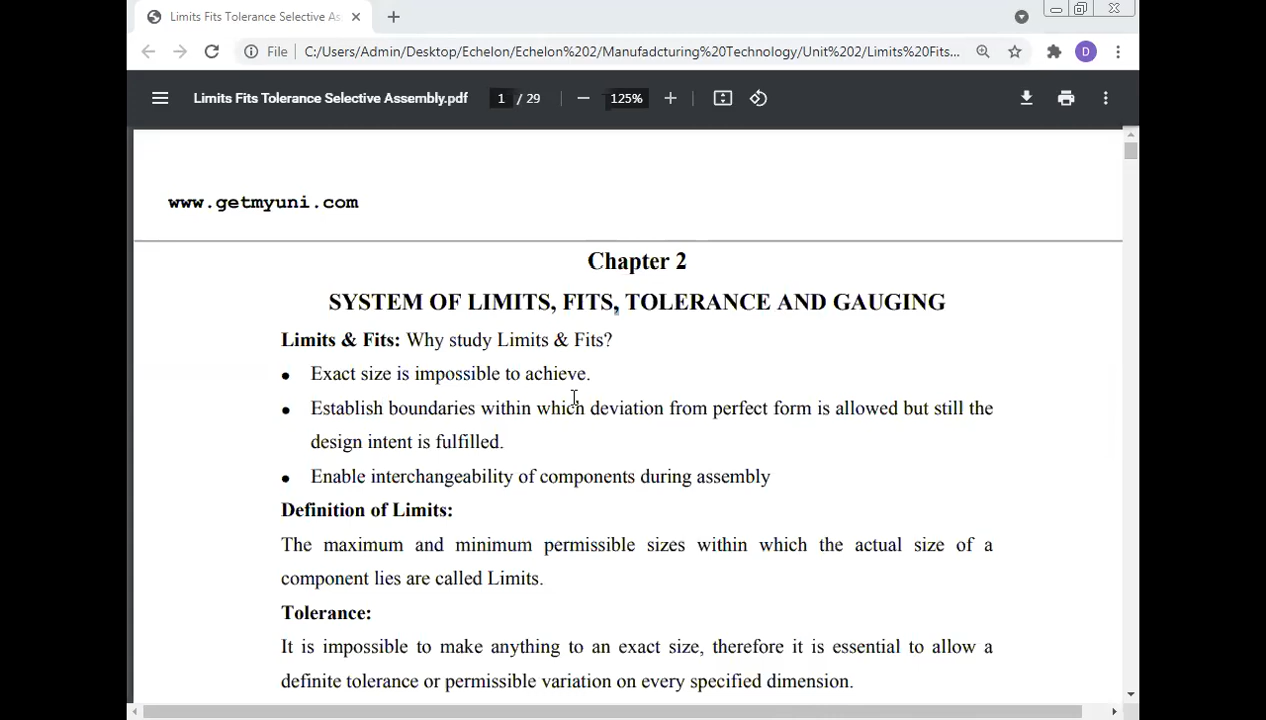 Limits Fits Tolerance Selective As
File
C:/Users/Admin/Desktop/Echelon/Echelon%202/Manufadcturing%20Technology/Unit%202/Limits%20Fits...
D
Limits Fits Tolerance Selective Assembly.pdf
1 / 29
125%
www.getmyuni.com
Chapter 2
SYSTEM OF LIMITS, FITS, TOLERANCE AND GAUGING
Limits & Fits: Why study Limits & Fits?
• Exact size is impossible to achieve.
• Establish boundaries within which deviation from perfect form is allowed but still the
design intent is fulfilled.
• Enable interchangeability of components during assembly
Definition of Limits:
The maximum and minimum permissible sizes within which the actual size of a
component lies are called Limits.
Tolerance:
It is impossible to make anything to an exact size, therefore it is essential to allow a
definite tolerance or permissible variation on every specified dimension.